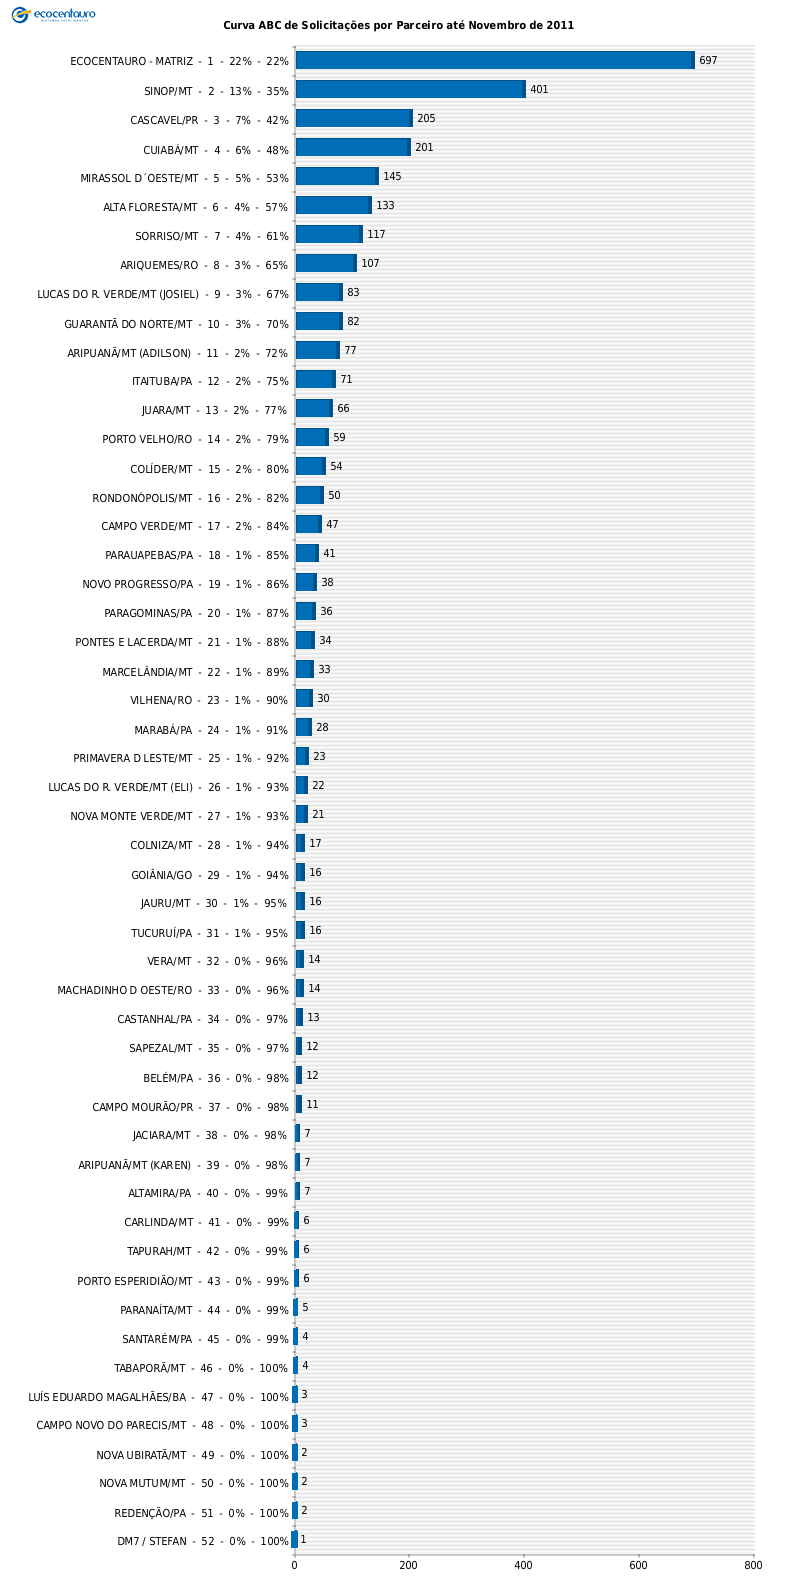 ecocentauro
Curva ABC de Solicitações por Parceiro até Novembro de 2011
ECOCENTAURO - MATRIZ - 1 - 22% - 22% 697
SINOP/MT - 2 - 13% - 35% 401
CASCAVEL/PR - 3 - 7% - 42% 205
CUIABÁ/MT - 4 - 6% - 48% 201
MIRASSOL D´OESTE/MT - 5 - 5% - 53% 145
ALTA FLORESTA/MT - 6 - 4% - 57% 133
SORRISO/MT - 7 - 4% - 61% 117
ARIQUEMES/RO - 8 - 3% - 65% 107
LUCAS DO R. VERDE/MT (JOSIEL) - 9 - 3% - 67% 83
GUARANTÃ DO NORTE/MT - 10 - 3% - 70% 82
ARIPUANÃ/MT (ADILSON) - 11 - 2% - 72% 77
ITAITUBA/PA - 12 - 2% - 75% 71
JUARA/MT - 13 - 2% - 77% 66
PORTO VELHO/RO - 14 - 2% - 79% 59
COLÍDER/MT - 15 - 2% - 80% 54
RONDONÓPOLIS/MT - 16 - 2% - 82% 50
CAMPO VERDE/MT - 17 - 2% - 84% 47
PARAUAPEBAS/PA - 18 - 1% - 85% 41
NOVO PROGRESSO/PA - 19 - 1% - 86% 38
PARAGOMINAS/PA - 20 - 1% - 87% 36
PONTES E LACERDA/MT - 21 - 1% - 88% 34
MARCELÂNDIA/MT - 22 - 1% - 89% 33
VILHENA/RO - 23 - 1% - 90% 30
MARABÁ/PA - 24 - 1% - 91% 28
PRIMAVERA D LESTE/MT - 25 - 1% - 92% 23
LUCAS DO R. VERDE/MT (ELI) - 26 - 1% - 93% 22
NOVA MONTE VERDE/MT - 27 - 1% - 93% 21
COLNIZA/MT - 28 - 1% - 94% 17
GOIÂNIA/GO - 29 - 1% - 94% 16
JAURU/MT - 30 - 1% - 95% 16
TUCURUÍ/PA - 31 - 1% - 95% 16
VERA/MT - 32 - 0% - 96% 14
MACHADINHO D OESTE/RO - 33 - 0% - 96% 14
CASTANHAL/PA - 34 - 0% - 97% 13
SAPEZAL/MT - 35 - 0% - 97% 12
BELÉM/PA - 36 - 0% - 98% 12
CAMPO MOURÃO/PR - 37 - 0% - 98% 11
JACIARA/MT - 38 - 0% - 98% 7
ARIPUANÃ/MT (KAREN) - 39 - 0% - 98% 7
ALTAMIRA/PA - 40 - 0% - 99% 7
CARLINDA/MT - 41 - 0% - 99% 6
TAPURAH/MT - 42 - 0% - 99% 6
PORTO ESPERIDIÃO/MT - 43 - 0% - 99% 6
PARANAÍTA/MT - 44 - 0% - 99% 5
SANTARÉM/PA - 45 - 0% - 99% 4
TABAPORÃ/MT - 46 - 0% - 100% 4
LUÍS EDUARDO MAGALHÃES/BA - 47 - 0% - 100% 3
CAMPO NOVO DO PARECIS/MT - 48 - 0% - 100% 3
NOVA UBIRATÃ/MT - 49 - 0% - 100% 2
NOVA MUTUM/MT - 50 - 0% - 100% 2
REDENÇÃO/PA - 51 - 0% - 100% 2
DM7 / STEFAN - 52 - 0% - 100% 1
0 200 400 600 800